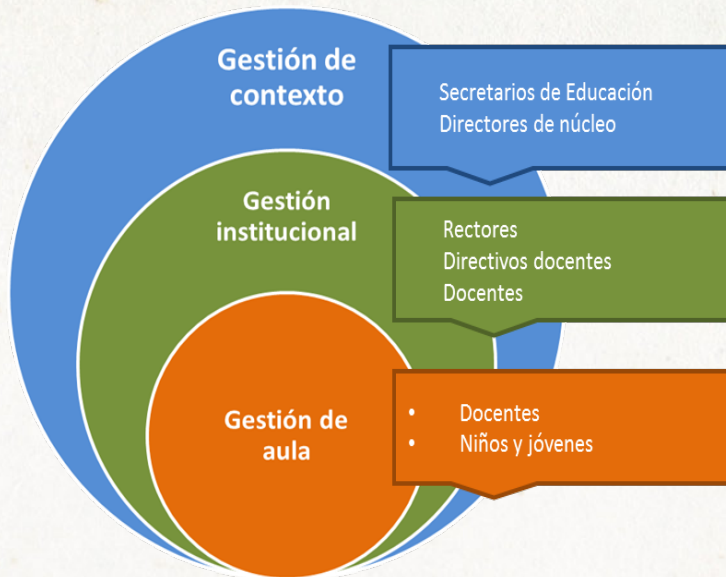 Gestión de
contexto
Secretarios de Educación
Directores de núcleo
Gestión
institucional
Rectores
Directivos docentes
Docentes
Gestión de
aula
• Docentes
• Niños y jóvenes